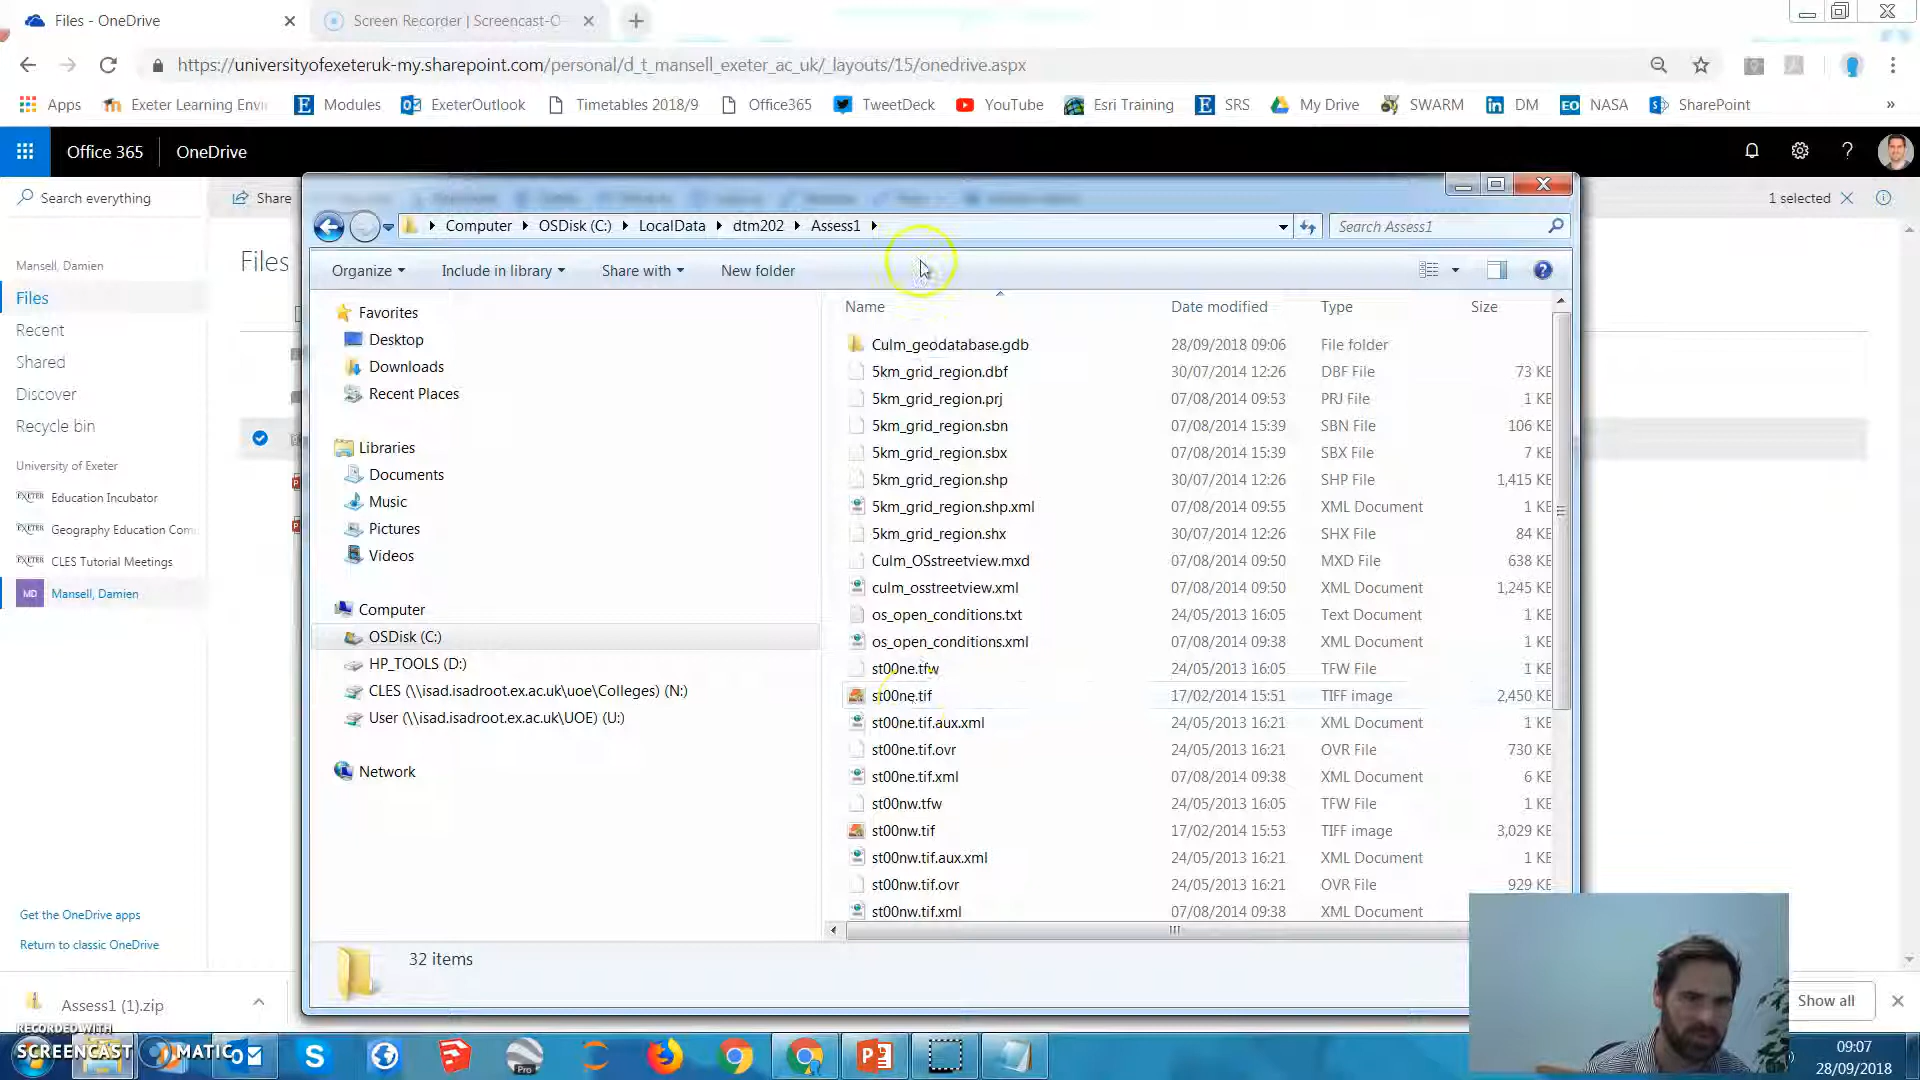 Files - OneDrive
Screen Recorder | Screencast-O
https://universityofexeteruk-my.sharepoint.com/personal/d_t_mansell_exeter_ac_uk/_layouts/15/onedrive.aspx
Apps
Exeter Learning Envi
Modules
ExeterOutlook
Timetables 2018/9
Office365
TweetDeck
YouTube
Esri Training
SRS
My Drive
SWARM
DM
NASA
SharePoint
»
Office 365
OneDrive
Search everything
Share
1 selected
Mansell, Damien
Files
Recent
Shared
Discover
Recycle bin
University of Exeter
Education Incubator
Geography Education Com
CLES Tutorial Meetings
MD Mansell, Damien
Get the OneDrive apps
Return to classic OneDrive
Files
Computer
OSDisk (C:)
LocalData
dtm202
Assess1
Search Assess1
Organize
Include in library
Share with
New folder
Favorites
Desktop
Downloads
Recent Places
Libraries
Documents
Music
Pictures
Videos
Computer
OSDisk (C:)
HP_TOOLS (D:)
CLES (\\isad.isadroot.ex.ac.uk\uoe\Colleges) (N:)
User (\\isad.isadroot.ex.ac.uk\UOE) (U:)
Network
Name Date modified Type Size
Culm_geodatabase.gdb 28/09/2018 09:06 File folder
5km_grid_region.dbf 30/07/2014 12:26 DBF File 73 KB
5km_grid_region.prj 07/08/2014 09:53 PRJ File 1 KB
5km_grid_region.sbn 07/08/2014 15:39 SBN File 106 KB
5km_grid_region.sbx 07/08/2014 15:39 SBX File 7 KB
5km_grid_region.shp 30/07/2014 12:26 SHP File 1,415 KB
5km_grid_region.shp.xml 07/08/2014 09:55 XML Document 1 KB
5km_grid_region.shx 30/07/2014 12:26 SHX File 84 KB
Culm_OSstreetview.mxd 07/08/2014 09:50 MXD File 638 KB
culm_osstreetview.xml 07/08/2014 09:50 XML Document 1,245 KB
os_open_conditions.txt 24/05/2013 16:05 Text Document 1 KB
os_open_conditions.xml 07/08/2014 09:38 XML Document 1 KB
st00ne.tfw 24/05/2013 16:05 TFW File 1 KB
st00ne.tif 17/02/2014 15:51 TIFF image 2,450 KB
st00ne.tif.aux.xml 24/05/2013 16:21 XML Document 1 KB
st00ne.tif.ovr 24/05/2013 16:21 OVR File 730 KB
st00ne.tif.xml 07/08/2014 09:38 XML Document 6 KB
st00nw.tfw 24/05/2013 16:05 TFW File 1 KB
st00nw.tif 17/02/2014 15:53 TIFF image 3,029 KB
st00nw.tif.aux.xml 24/05/2013 16:21 XML Document 1 KB
st00nw.tif.ovr 24/05/2013 16:21 OVR File 929 KB
st00nw.tif.xml 07/08/2014 09:38 XML Document
32 items
Assess1 (1).zip
Show all
RECORDED WITH
SCREENCAST MATIC
Pro
09:07
28/09/2018